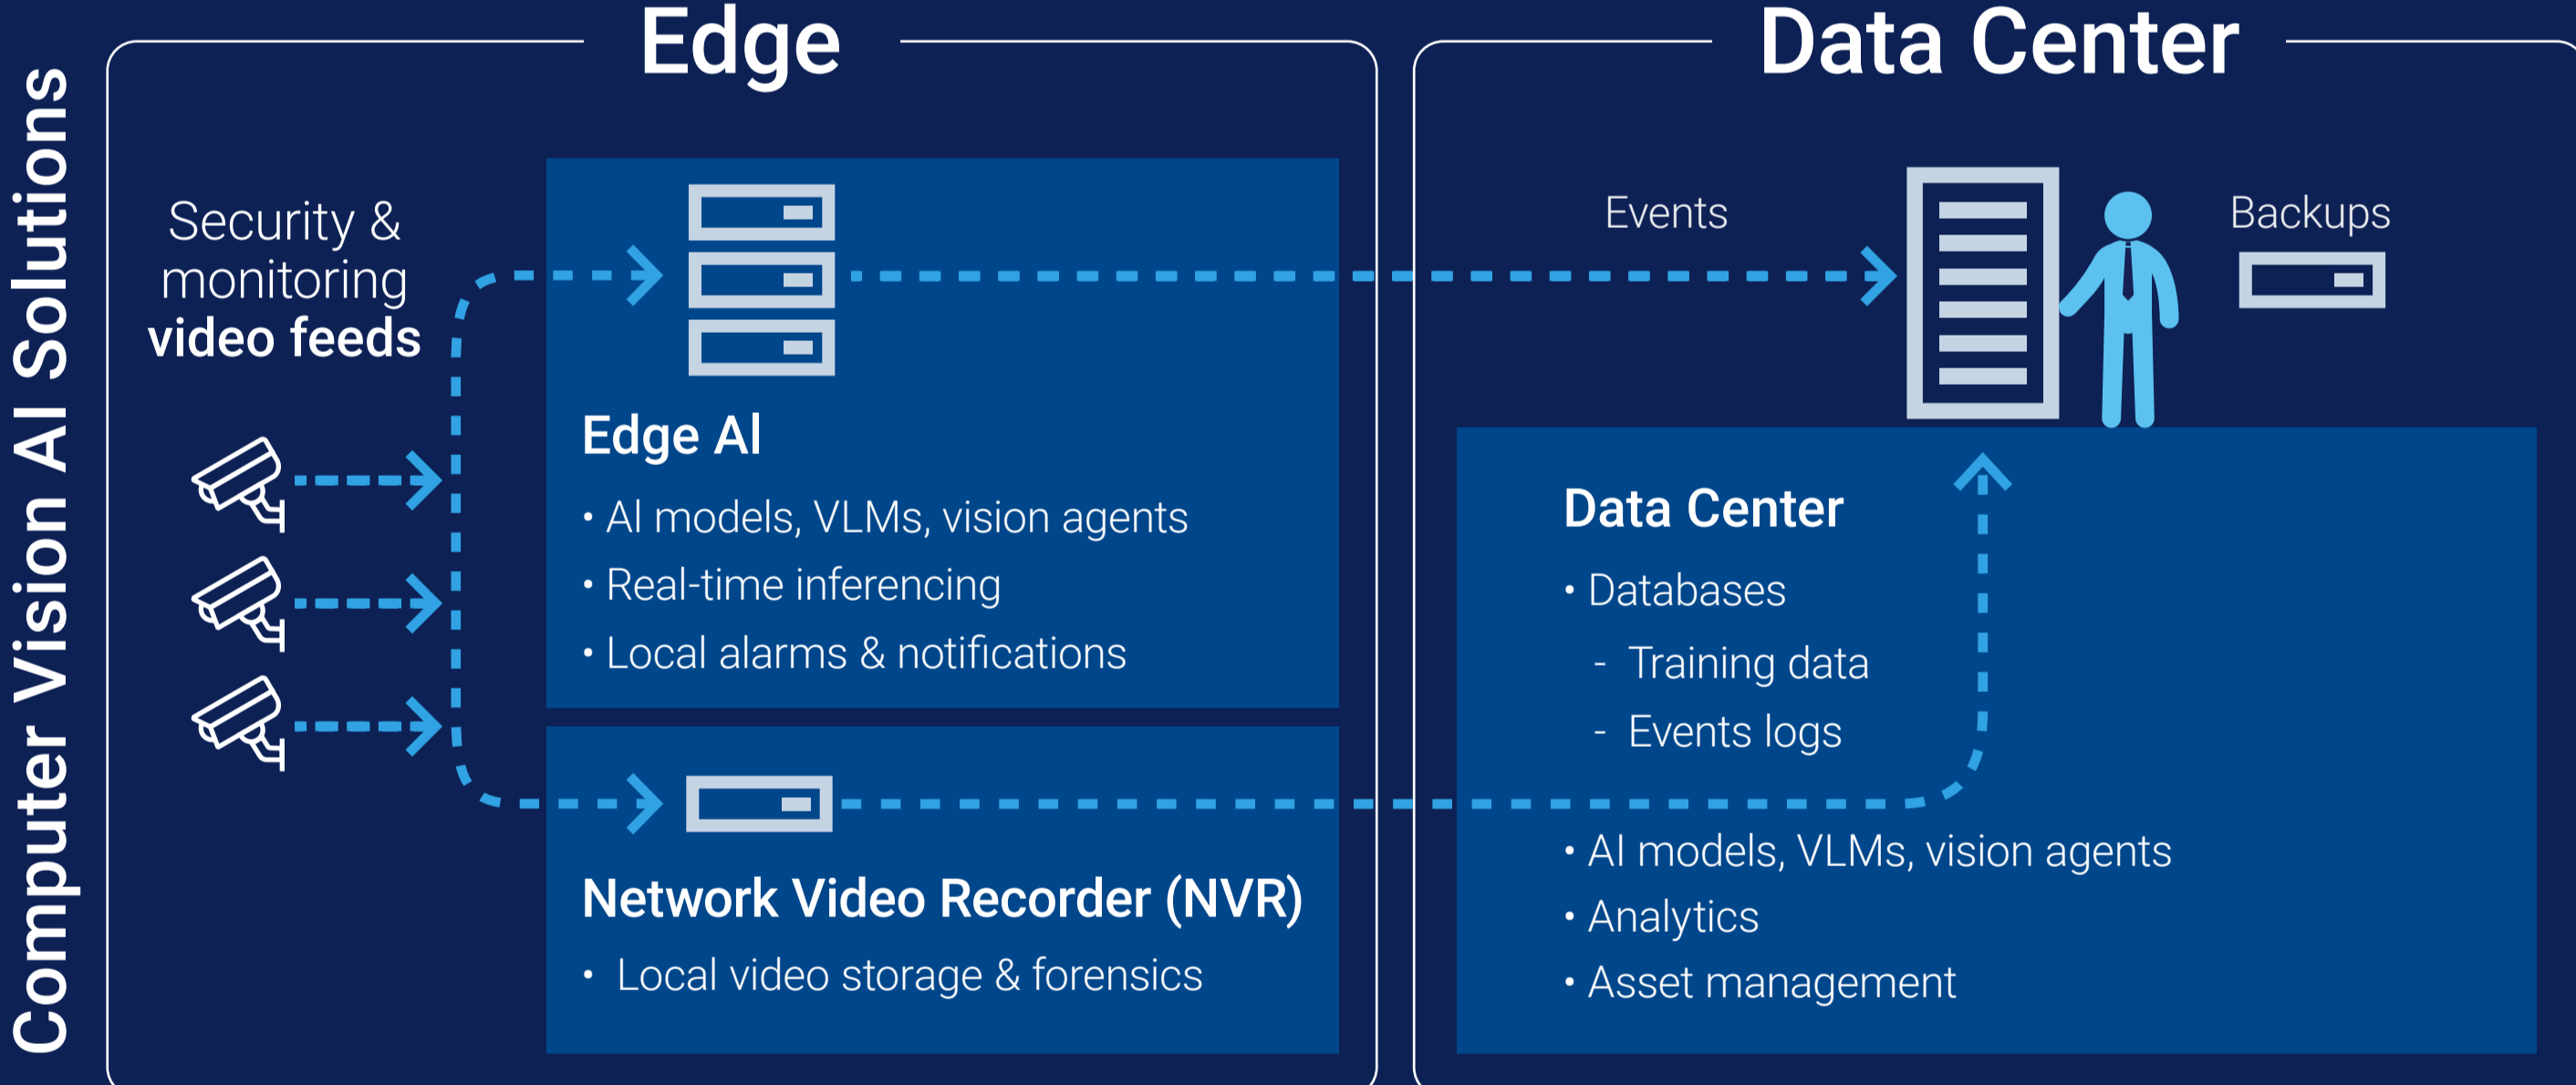 Computer Vision AI Solutions
Edge
Security &
monitoring
video feeds
Edge AI
• AI models, VLMs, vision agents
• Real-time inferencing
• Local alarms & notifications
Network Video Recorder (NVR)
• Local video storage & forensics
Data Center
Events
Backups
Data Center
• Databases
- Training data
- Events logs
• AI models, VLMs, vision agents
• Analytics
• Asset management